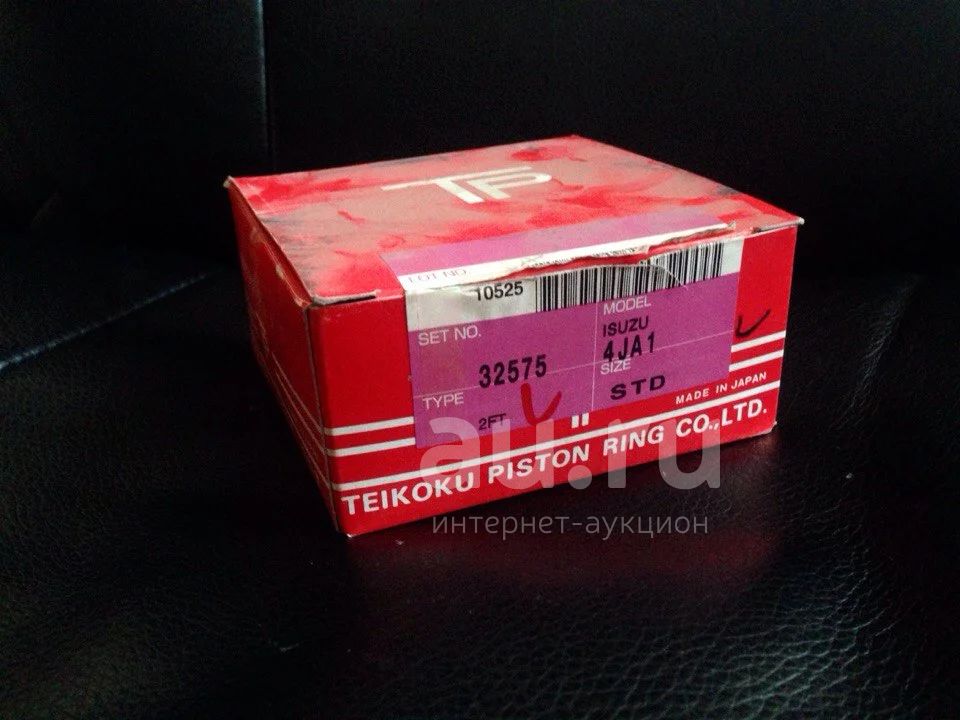 TP
LOT NO.
10525
SET NO.
32575
MODEL
ISUZU
4JA1
TYPE
2FT
SIZE
STD
MADE IN JAPAN
TEIKOKU PISTON RING CO.,LTD.
au.ru
интернет-аукцион